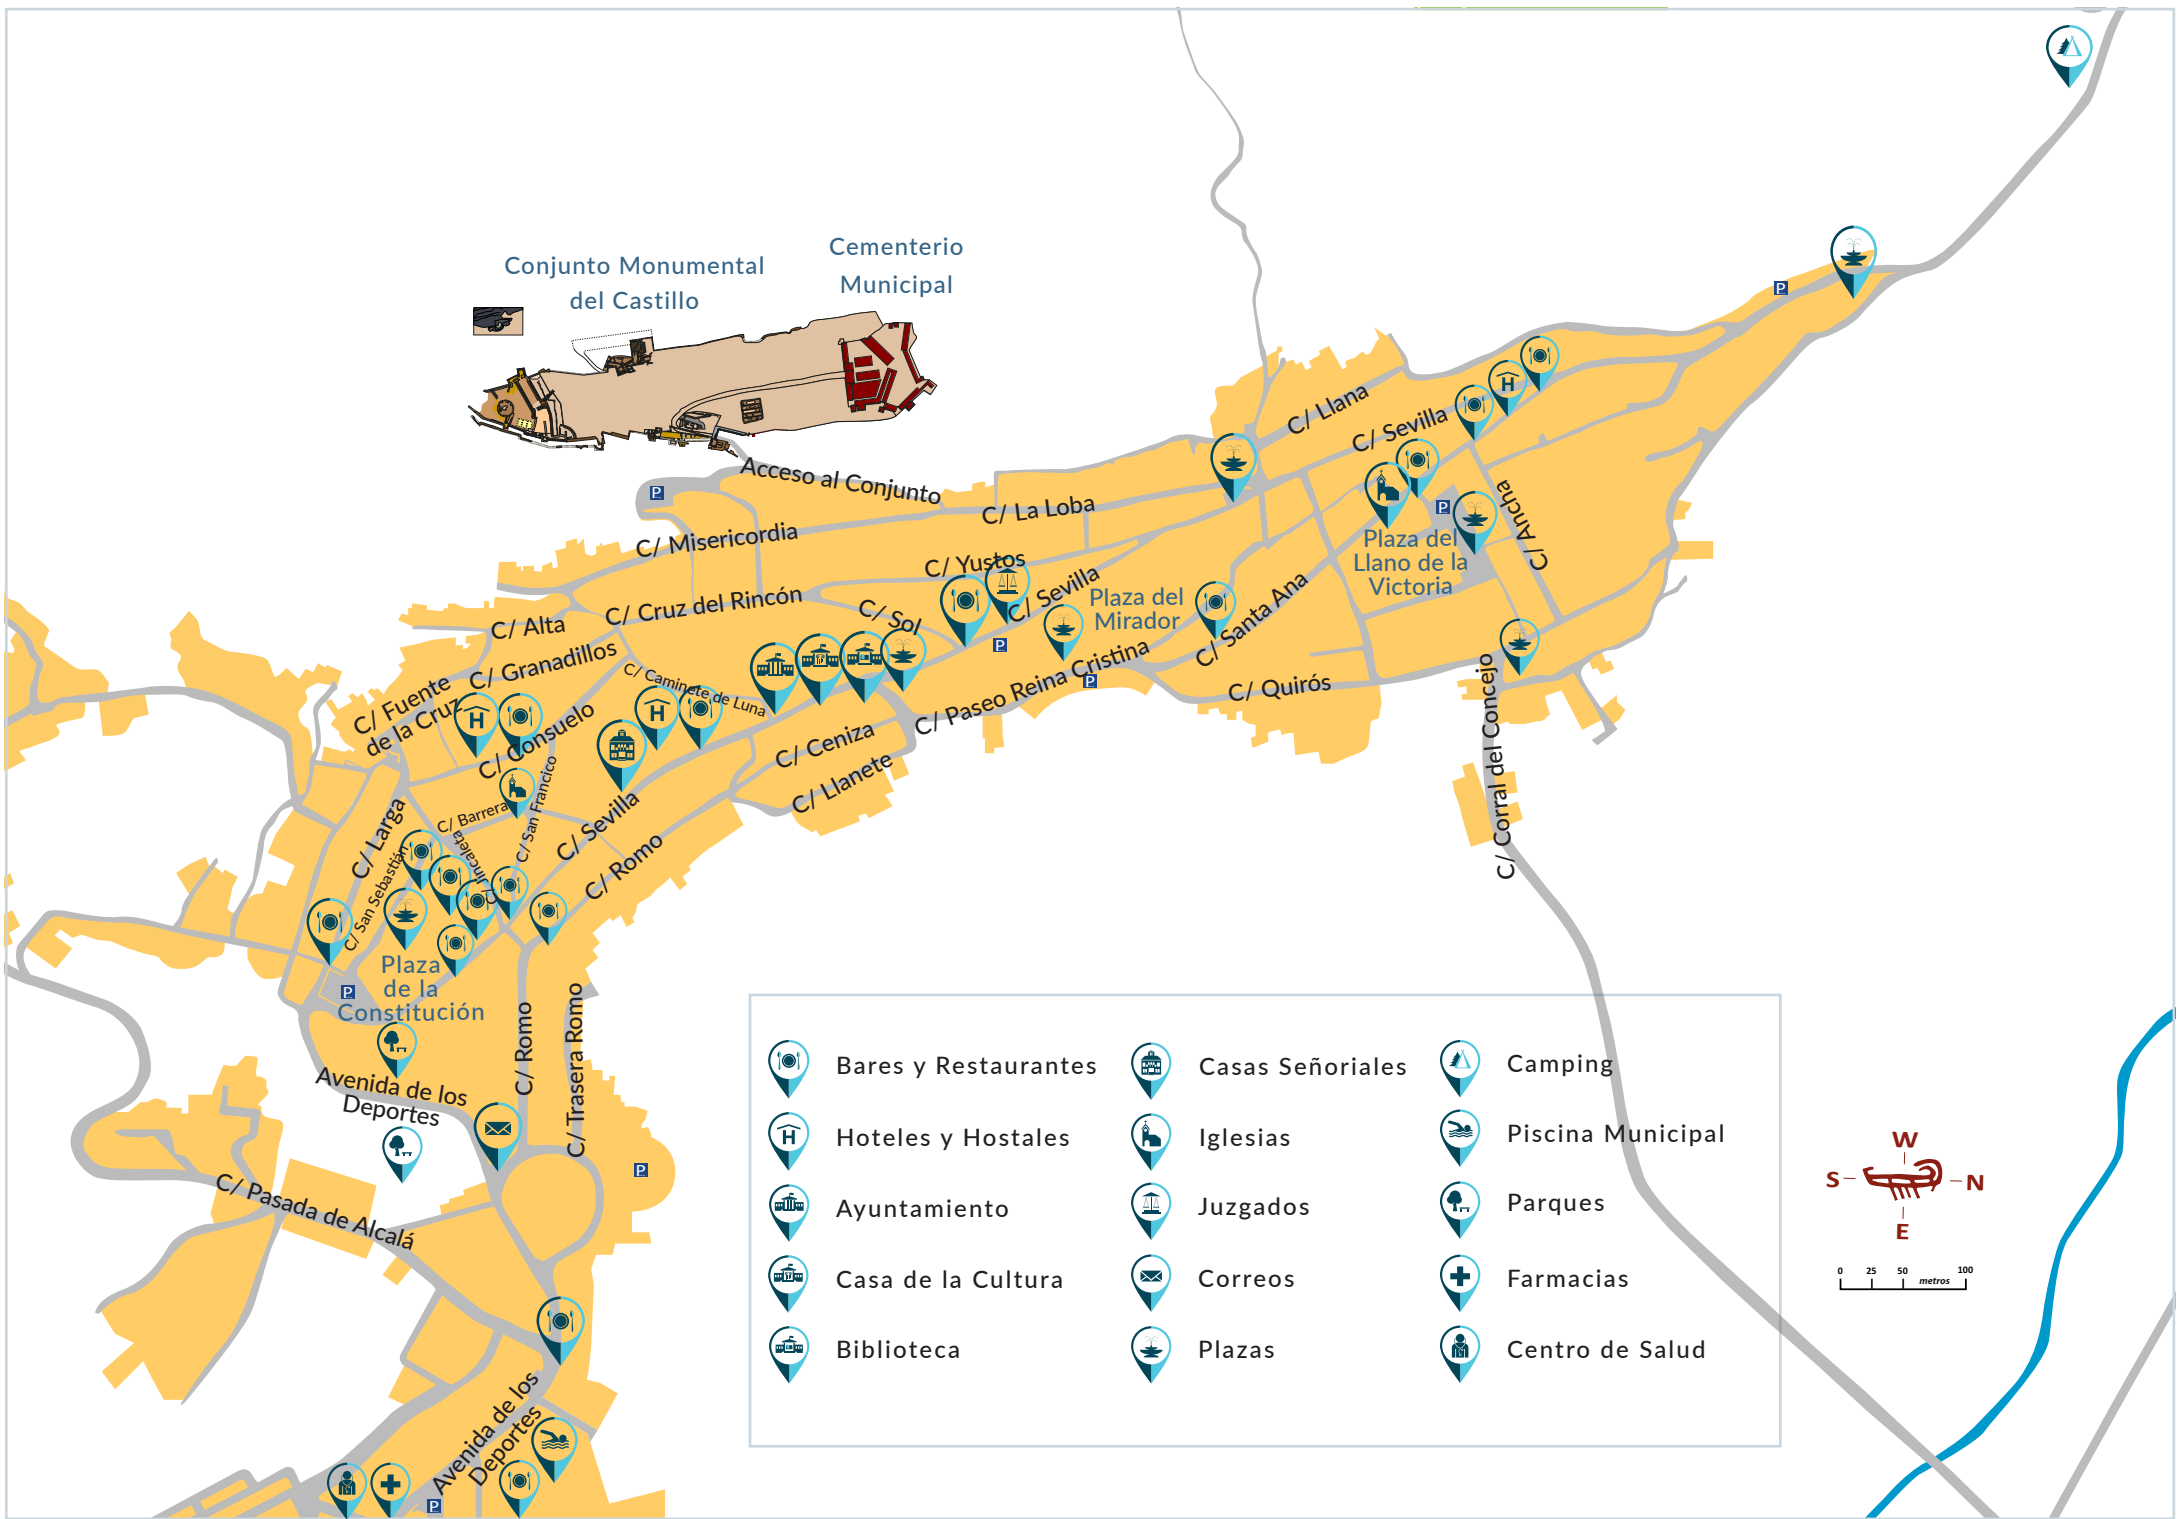 Cementerio
Municipal
Conjunto Monumental
del Castillo
Acceso al Conjunto
C/ Llana
C/ Sevilla
C/ La Loba
C/ Misericordia
C/ Ancha
P
P
P
Plaza del
Llano de la
Victoria
C/ Yustos
C/ Sevilla
C/ Cruz del Rincón
C/ Sol
Plaza del
Mirador
C/ Santa Ana
C/ Alta
C/ Granadillos
C/ Caminete de Luna
P
P
C/ Paseo Reina Cristina
C/ Quirós
C/ Corral del Concejo
C/ Fuente
de la Cruz
H
H
H
C/ Consuelo
C/ Ceniza
C/ Llanete
C/ San Francico
C/ Barrera
C/ Jincaleta
C/ Larga
C/ San Sebastián
C/ Sevilla
C/ Romo
Plaza
de la
Constitución
P
C/ Romo
C/ Trasera Romo
Avenida de los
Deportes
P
C/ Pasada de Alcalá
Avenida de los
Deportes
P
Bares y Restaurantes
H
Hoteles y Hostales
Ayuntamiento
Casa de la Cultura
Biblioteca
Casas Señoriales
Iglesias
Juzgados
Correos
Plazas
Camping
Piscina Municipal
Parques
Farmacias
Centro de Salud
W
S
N
E
0 25 50 metros 100